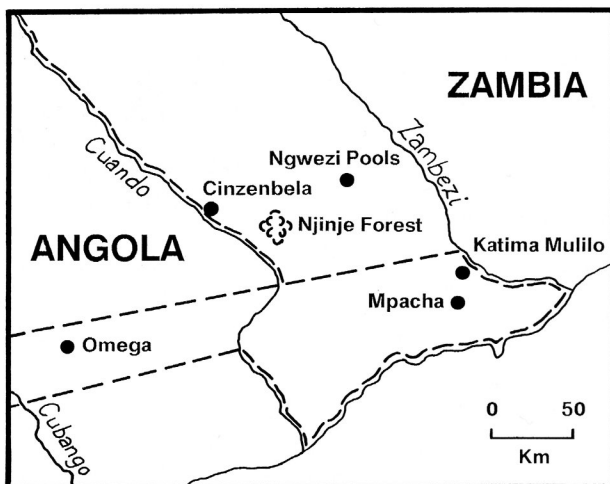 ZAMBIA
Zambezi
Cuando
Ngwezi Pools
Cinzenbela
Njinje Forest
ANGOLA
Katima Mulilo
Mpacha
Omega
Cubango
0 50
Km